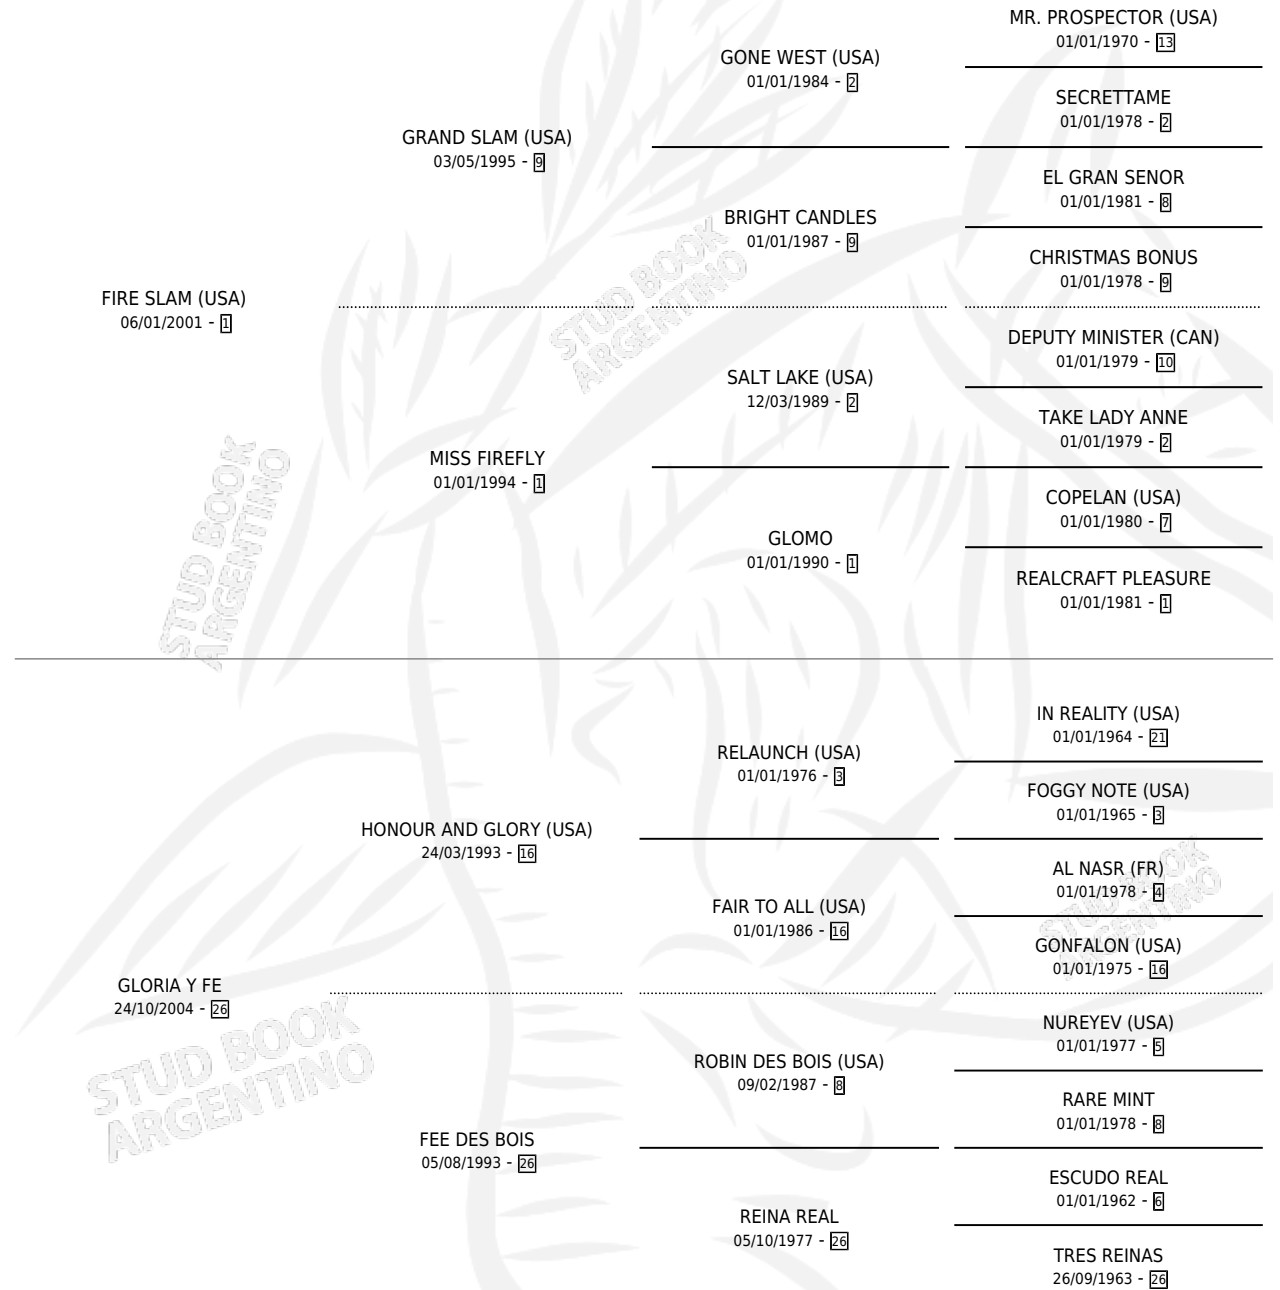 MR. PROSPECTOR (USA)
01/01/1970 - 13
GONE WEST (USA)
01/01/1984 - 2
SECRETTAME
01/01/1978 - 2
GRAND SLAM (USA)
03/05/1995 - 9
EL GRAN SENOR
01/01/1981 - 8
BRIGHT CANDLES
01/01/1987 - 9
CHRISTMAS BONUS
01/01/1978 - 9
FIRE SLAM (USA)
06/01/2001 - 1
STUD BOOK
ARGENTINO
DEPUTY MINISTER (CAN)
01/01/1979 - 10
SALT LAKE (USA)
12/03/1989 - 2
TAKE LADY ANNE
01/01/1979 - 2
MISS FIREFLY
01/01/1994 - 1
COPELAN (USA)
01/01/1980 - 7
GLOMO
01/01/1990 - 1
REALCRAFT PLEASURE
01/01/1981 - 1
STUD BOOK
ARGENTINO
IN REALITY (USA)
01/01/1964 - 21
RELAUNCH (USA)
01/01/1976 - 3
FOGGY NOTE (USA)
01/01/1965 - 3
HONOUR AND GLORY (USA)
24/03/1993 - 16
AL NASR (FR)
01/01/1978 - 4
FAIR TO ALL (USA)
01/01/1986 - 16
GONFALON (USA)
01/01/1975 - 16
STUD BOOK
ARGENTINO
GLORIA Y FE
24/10/2004 - 26
NUREYEV (USA)
01/01/1977 - 5
ROBIN DES BOIS (USA)
09/02/1987 - 8
RARE MINT
01/01/1978 - 8
STUD BOOK
ARGENTINO
FEE DES BOIS
05/08/1993 - 26
ESCUDO REAL
01/01/1962 - 6
REINA REAL
05/10/1977 - 26
TRES REINAS
26/09/1963 - 26